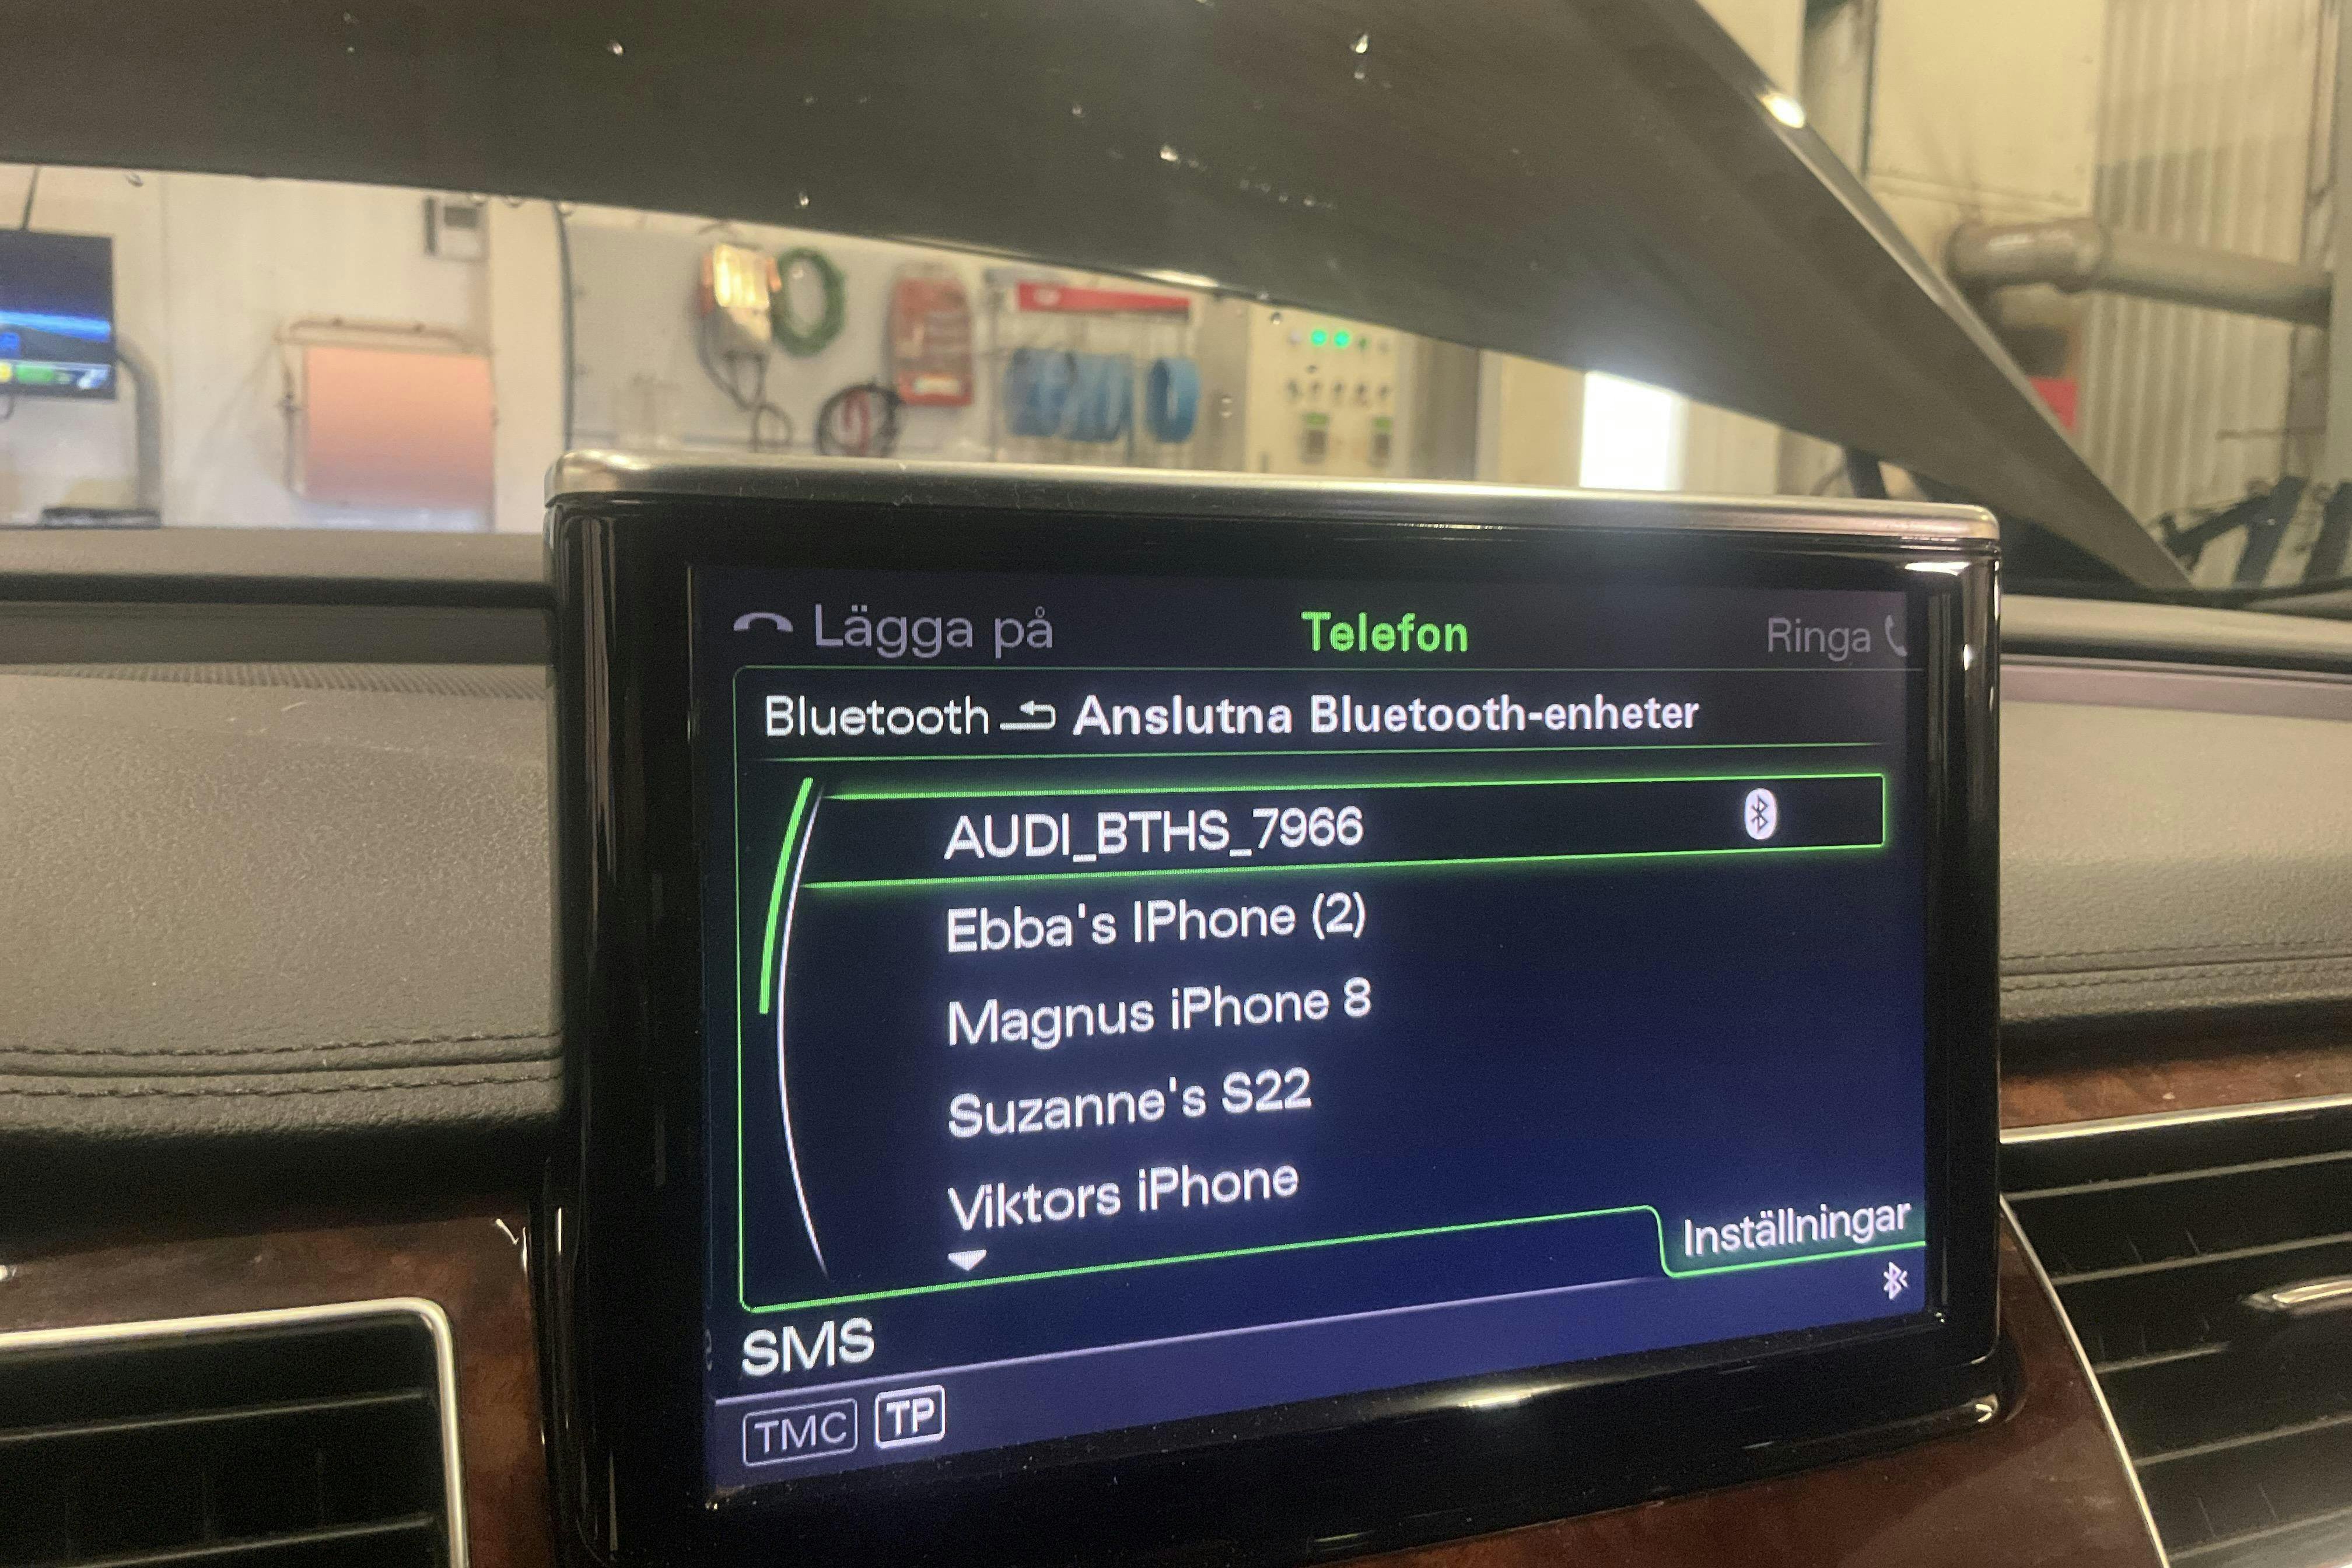 Lägga på Telefon Ringa
Bluetooth Anslutna Bluetooth-enheter
AUDI_BTHS_7966
Ebba's IPhone (2)
Magnus iPhone 8
Suzanne's S22
Viktors iPhone
Inställningar
SMS
TMC TP